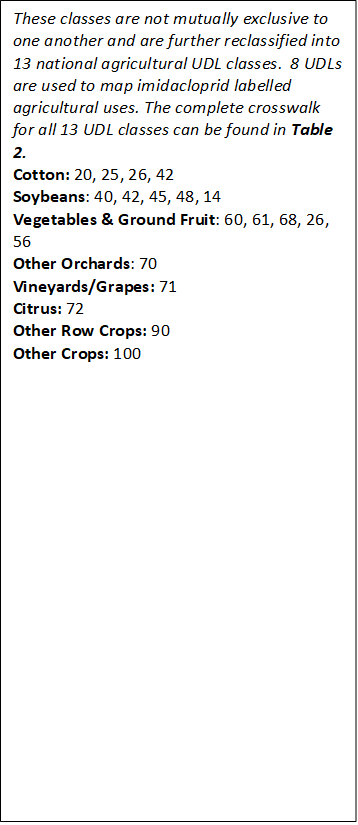 These classes are not mutually exclusive to
one another and are further reclassified into
13 national agricultural UDL classes.  8 UDLs
are used to map imidacloprid labelled
agricultural uses. The complete crosswalk
for all 13 UDL classes can be found in Table
2.
Cotton: 20, 25, 26, 42
Soybeans: 40, 42, 45, 48, 14
Vegetables & Ground Fruit: 60, 61, 68, 26,
56
Other Orchards: 70
Vineyards/Grapes: 71
Citrus: 72
Other Row Crops: 90
Other Crops: 100